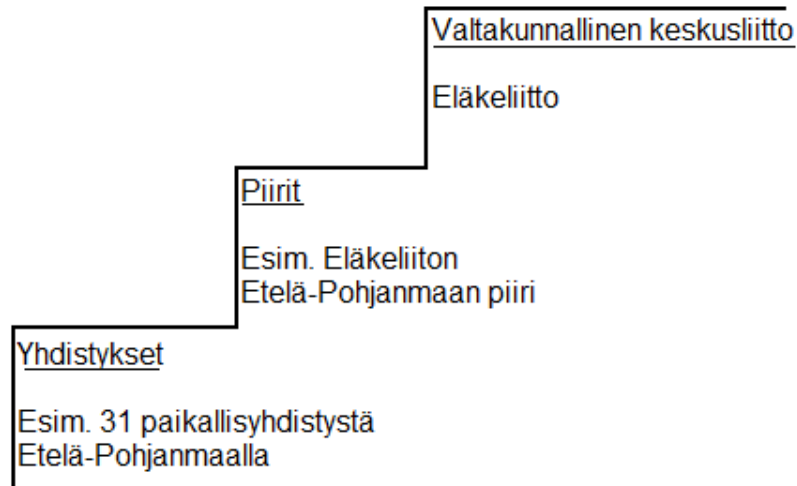 Valtakunnallinen keskusliitto
Eläkeliitto
Piirit
Esim. Eläkeliiton
Etelä-Pohjanmaan piiri
Yhdistykset
Esim. 31 paikallisyhdistystä
Etelä-Pohjanmaalla